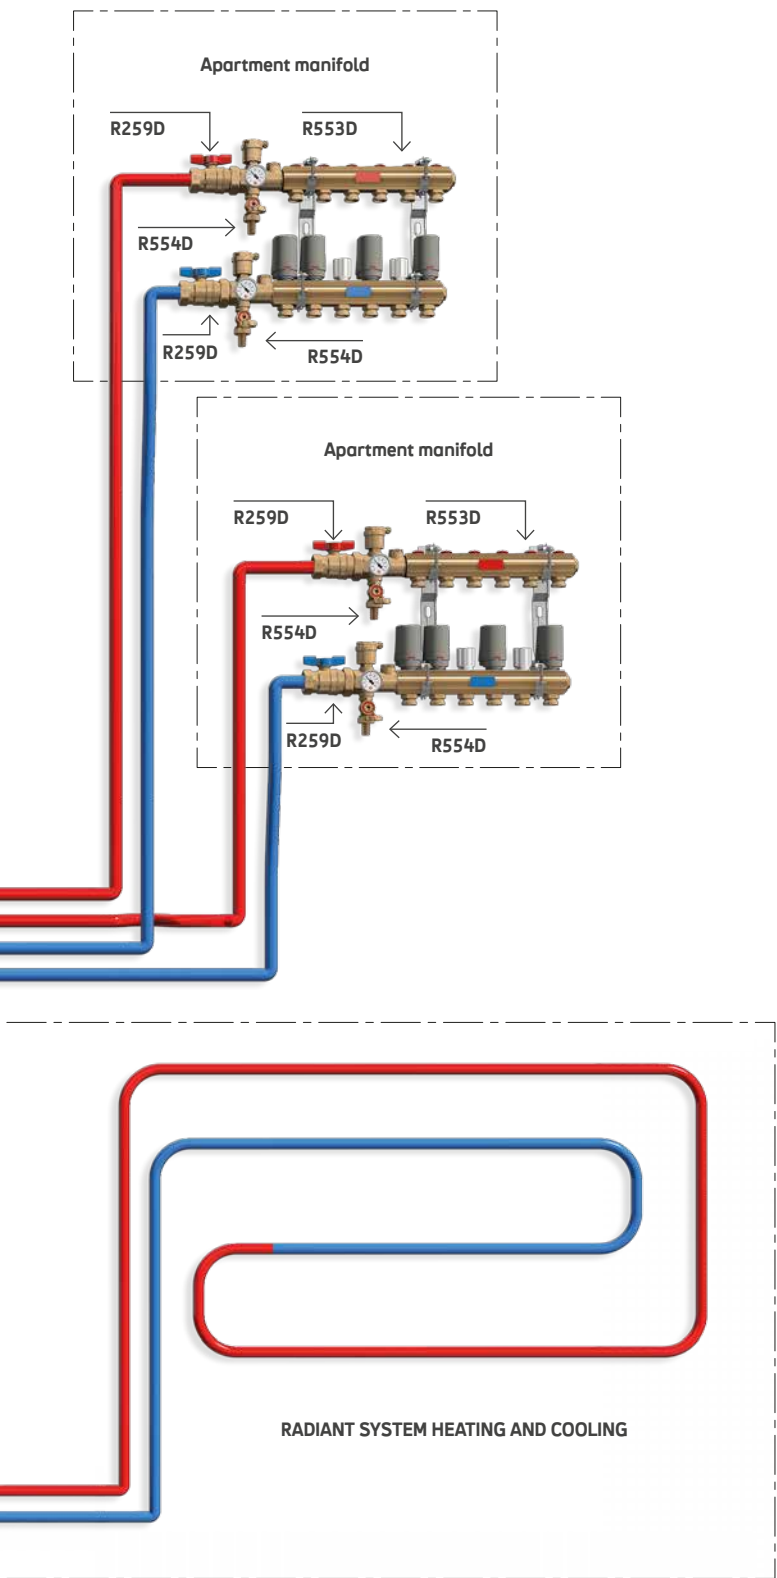 Apartment manifold
R259D
R553D
R554D
R259D
R554D
Apartment manifold
R259D
R553D
R554D
R259D
R554D
RADIANT SYSTEM HEATING AND COOLING